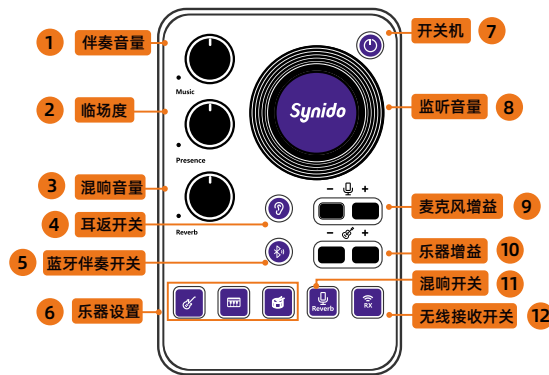 1 伴奏音量
Music
2 临场度
Presence
3 混响音量
Reverb
4 耳返开关
5 蓝牙伴奏开关
6 乐器设置
开关机 7
Synido
监听音量 8
− +
麦克风增益 9
− +
乐器增益 10
混响开关 11
Reverb
RX
无线接收开关 12